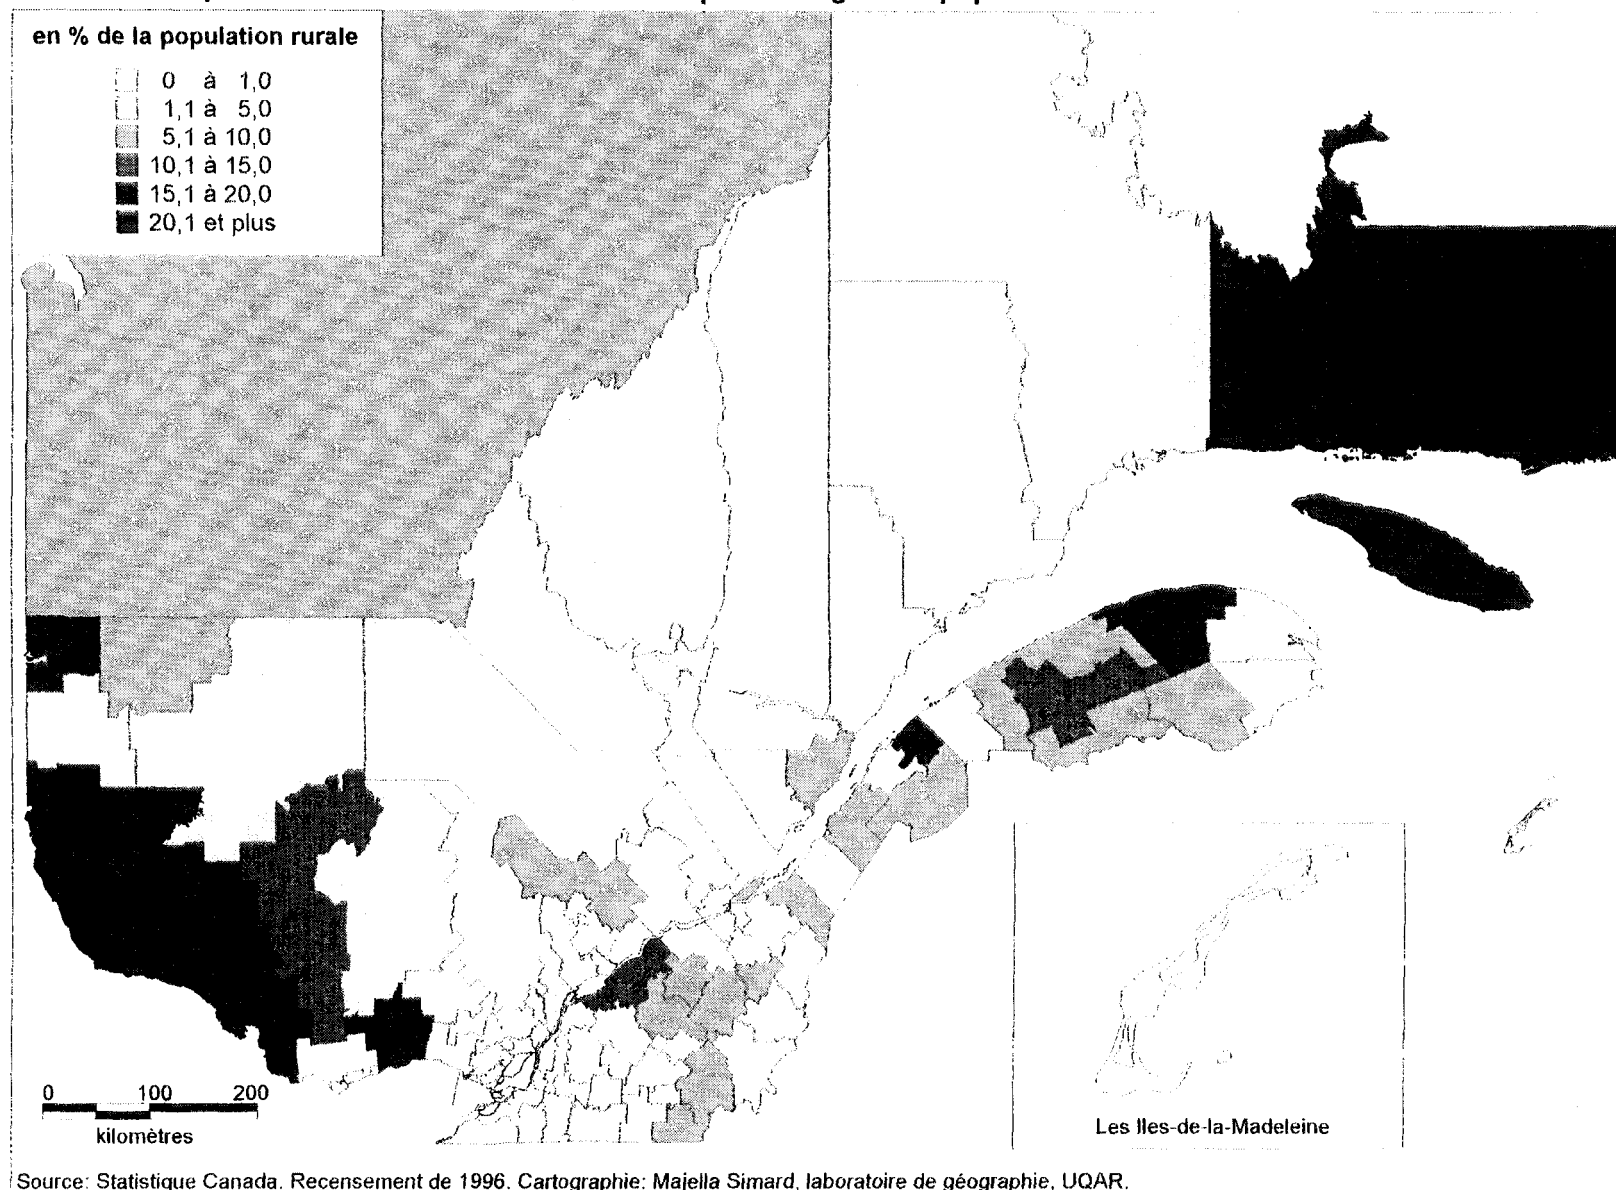 en % de la population rurale
0 à 1,0
1,1 à 5,0
5,1 à 10,0
10,1 à 15,0
15,1 à 20,0
20,1 et plus
0 100 200
kilomètres
Les Iles-de-la-Madeleine
Source: Statistique Canada. Recensement de 1996. Cartographie: Majella Simard, laboratoire de géographie, UQAR.